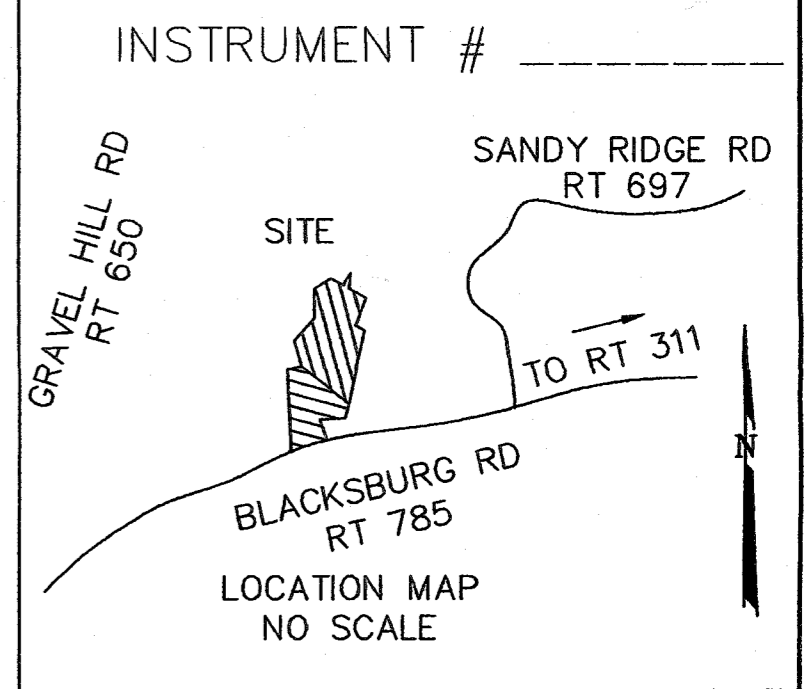 INSTRUMENT # _______
SANDY RIDGE RD
RT 697
GRAVEL HILL RD
RT 650
SITE
TO RT 311
N
BLACKSBURG RD
RT 785
LOCATION MAP
NO SCALE